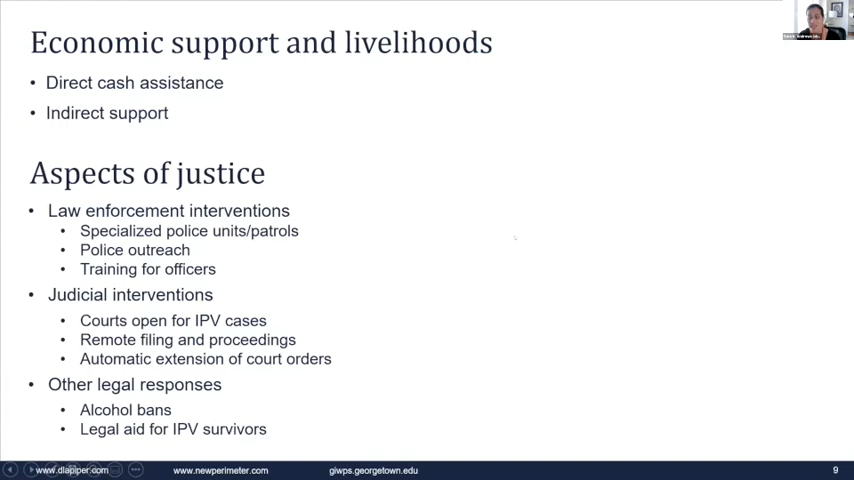 Economic support and livelihoods
• Direct cash assistance
• Indirect support
Aspects of justice
• Law enforcement interventions
• Specialized police units/patrols
• Police outreach
• Training for officers
• Judicial interventions
• Courts open for IPV cases
• Remote filing and proceedings
• Automatic extension of court orders
• Other legal responses
• Alcohol bans
• Legal aid for IPV survivors
www.dlapiper.com www.newperimeter.com giwps.georgetown.edu 9